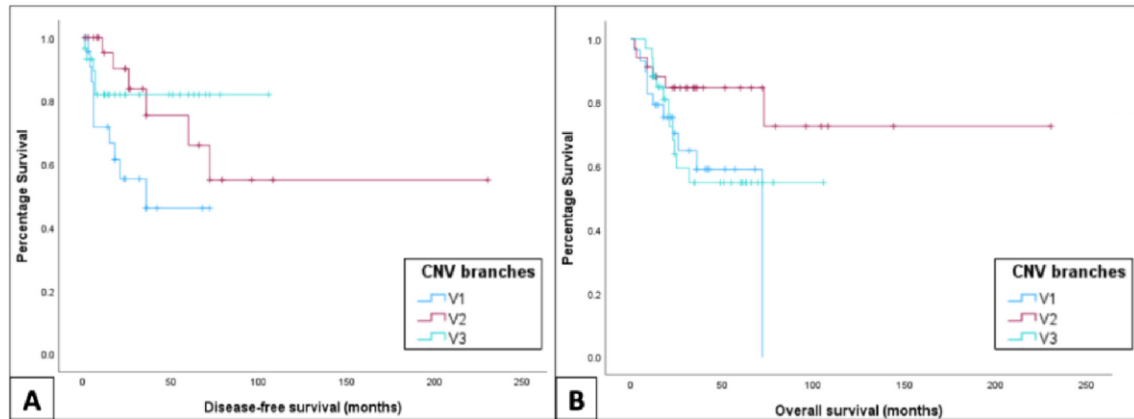 1.0
0.8
0.6
0.4
0.2
0.0
Percentage Survival
0
50
100
150
200
250
Disease-free survival (months)
CNV branches
V1
V2
V3
A
1.0
0.8
0.6
0.4
0.2
0.0
Percentage Survival
0
50
100
150
200
250
Overall survival (months)
CNV branches
V1
V2
V3
B